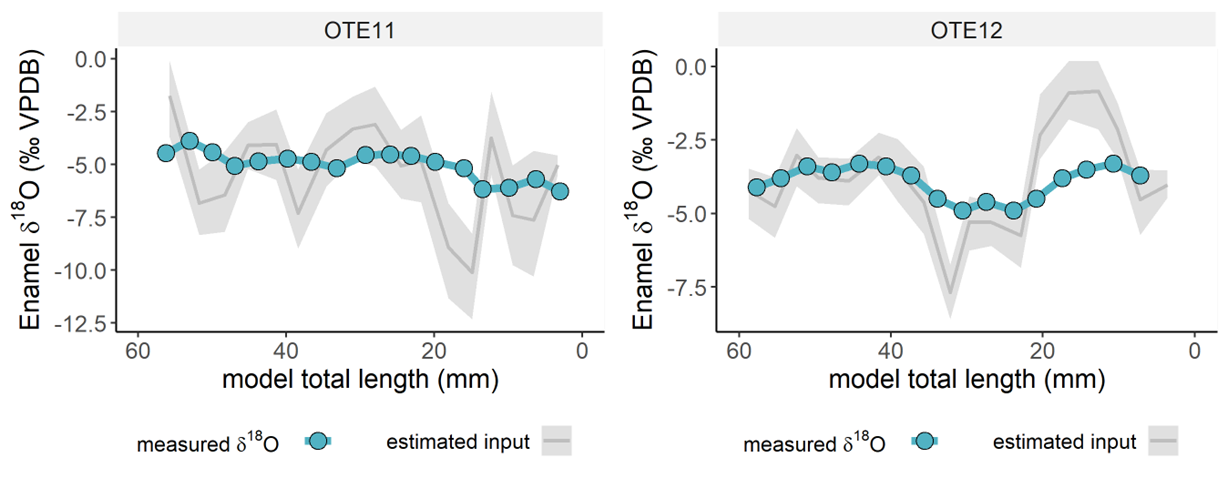 OTE11
Enamel δ¹⁸O (‰ VPDB)
0.0
-2.5
-5.0
-7.5
-10.0
-12.5
60 40 20 0
model total length (mm)
measured δ¹⁸O estimated input
OTE12
Enamel δ¹⁸O (‰ VPDB)
0.0
-2.5
-5.0
-7.5
60 40 20 0
model total length (mm)
measured δ¹⁸O estimated input